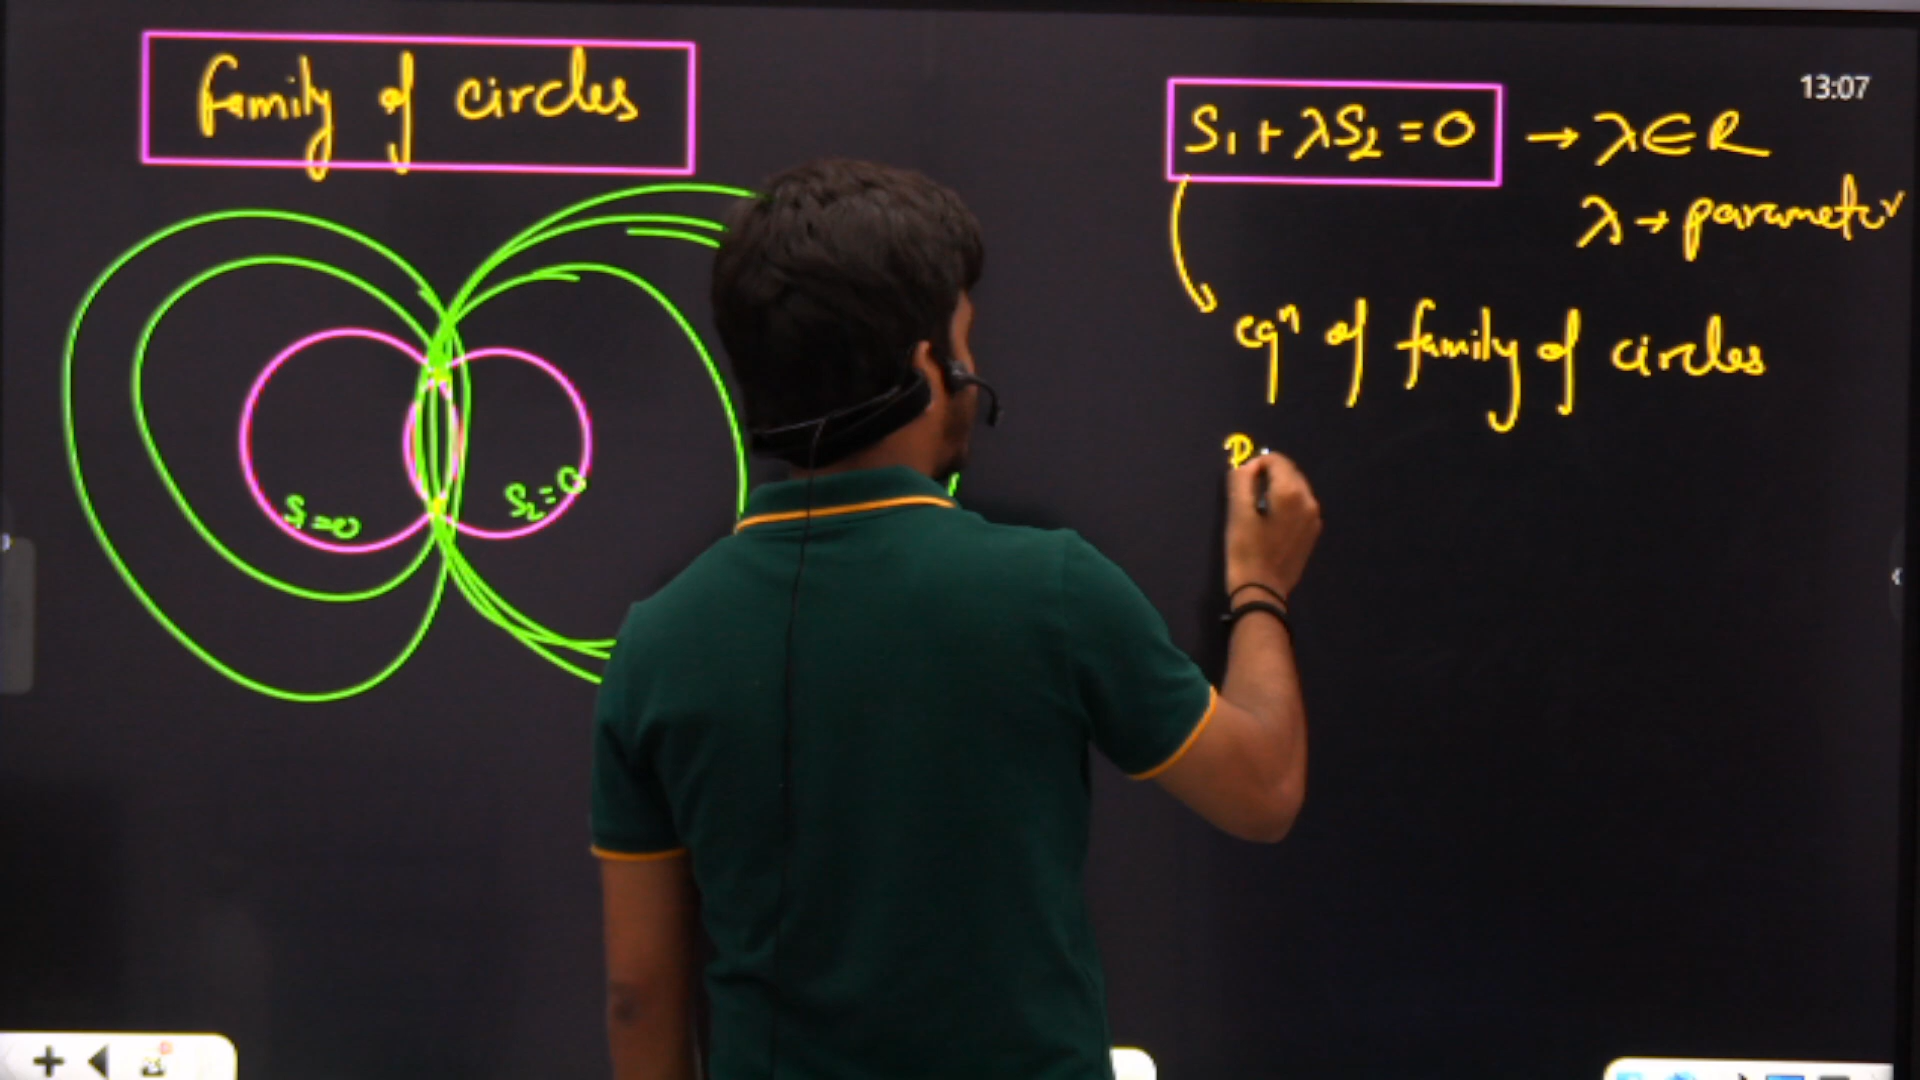 Family of circles
13:07
S₁ + λS₂ = 0 → λ ∈ R
λ → parameter
eqⁿ of family of circles
S₁ = 0
S₂ = 0